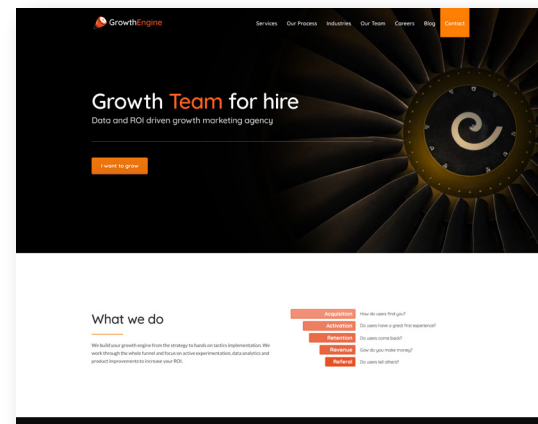 GrowthEngine
Services Our Process Industries Our Team Careers Blog Contact
Growth Team for hire
Data and ROI driven growth marketing agency
I want to grow
What we do
We build your growth engine from the strategy to hands on tactics implementation. We
work through the whole funnel and focus on active experimentation, data analytics and
product improvements to increase your ROI.
Acquisition How do users find you?
Activation Do users have a great first experience?
Retention Do users come back?
Revenue Gow do you make money?
Referal Do users tell others?